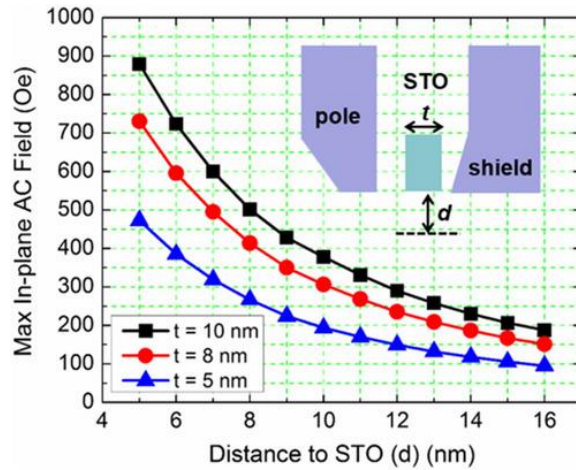 1000
900
800
700
600
500
400
300
200
100
0
Max In-plane AC Field (Oe)
STO
t
pole
shield
d
t = 10 nm
t = 8 nm
t = 5 nm
4 6 8 10 12 14 16
Distance to STO (d) (nm)